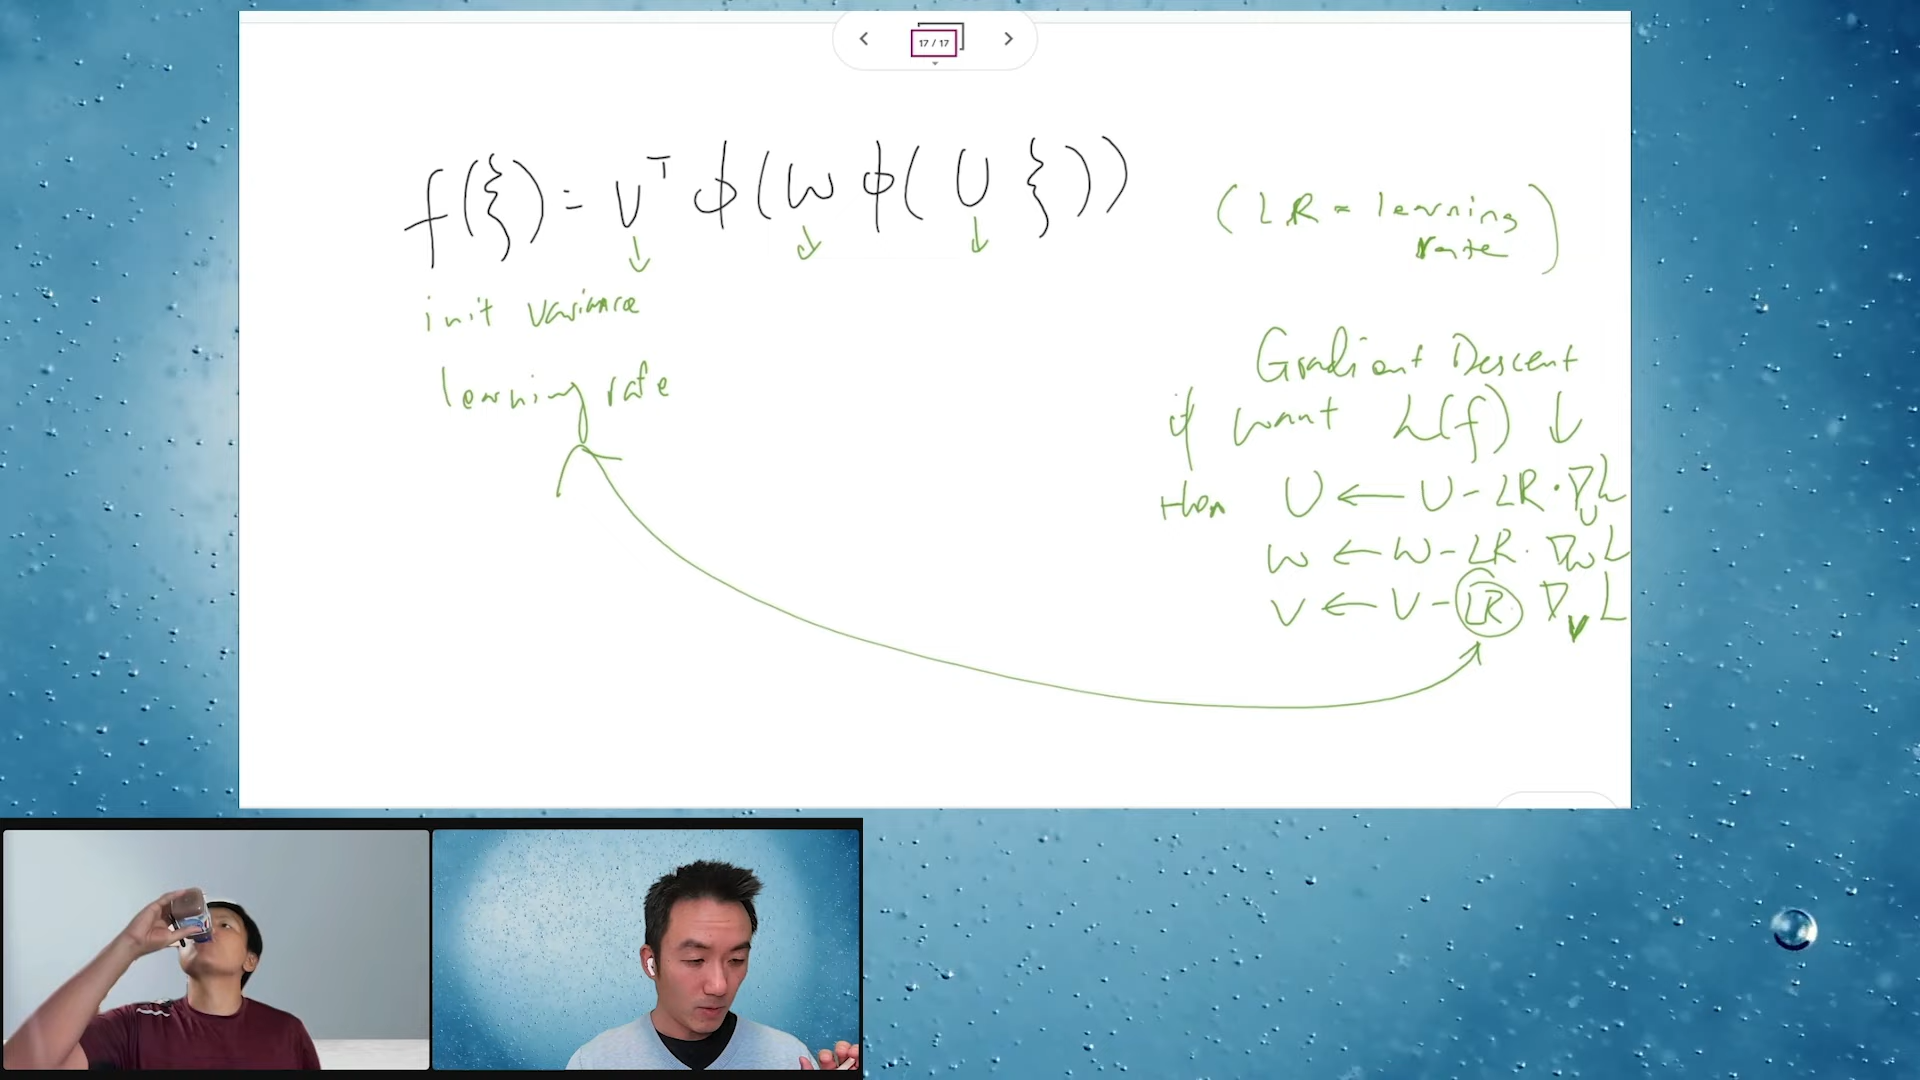 17 / 17
f(ξ) = v^T ϕ(W ϕ(U ξ))
(LR = learning
rate)
init variance
learning rate
Gradient Descent
if want L(f) ↓
then U ← U - LR · ∇_U L
W ← W - LR · ∇_W L
V ← V - LR ∇_V L